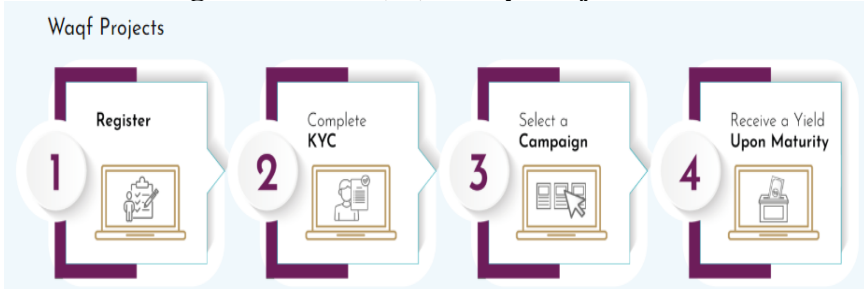 Waqf Projects
1
Register
2
Complete
KYC
3
Select a
Campaign
4
Receive a Yield
Upon Maturity